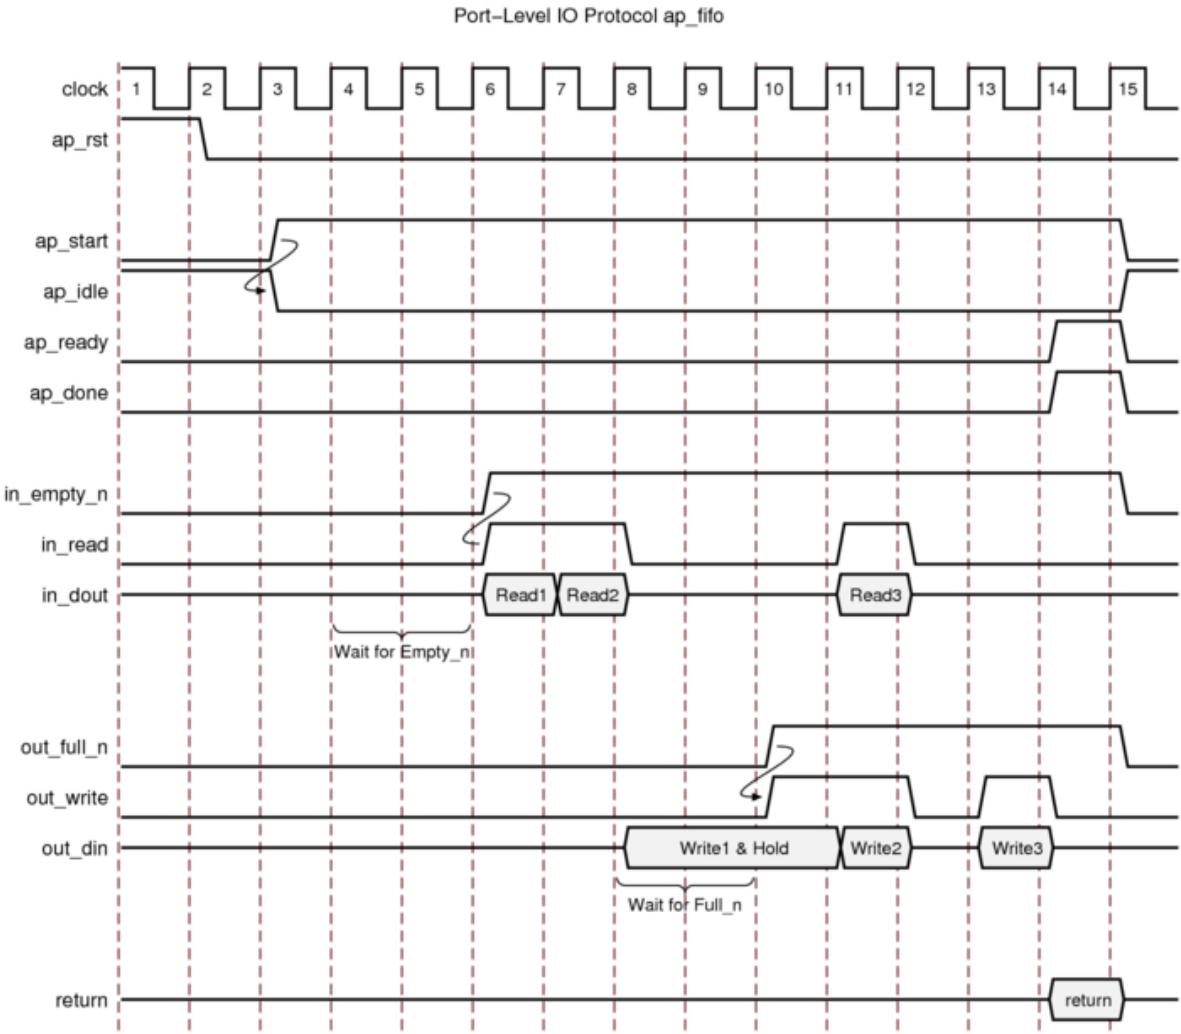 Port-Level IO Protocol ap_fifo
clock 1 2 3 4 5 6 7 8 9 10 11 12 13 14 15
ap_rst
ap_start
ap_idle
ap_ready
ap_done
in_empty_n
in_read
in_dout Read1 Read2 Read3
Wait for Empty_n
out_full_n
out_write
out_din Write1 & Hold Write2 Write3
Wait for Full_n
return return